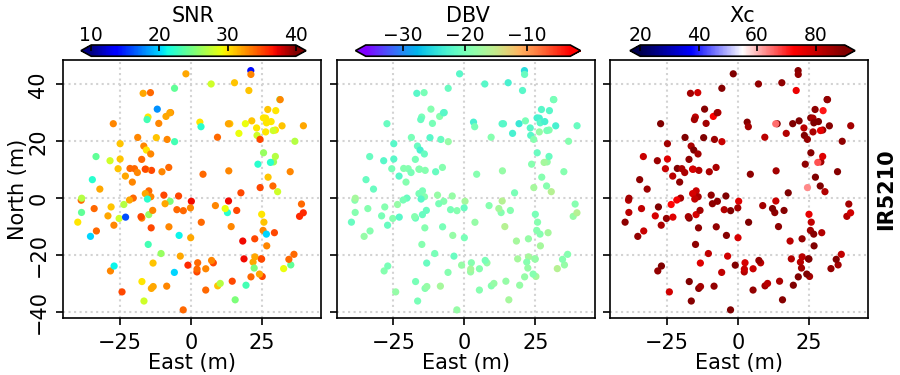 SNR DBV Xc
10 20 30 40 −30 −20 −10 20 40 60 80
40
20
0
−20
−40
North (m)
−25 0 25 −25 0 25 −25 0 25
East (m) East (m) East (m)
IR5210